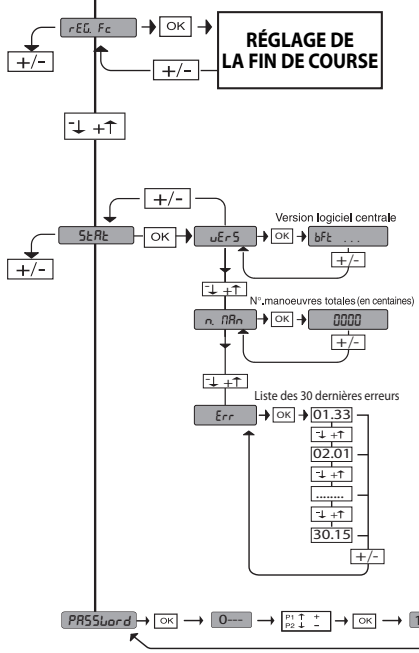 rEG. Fc
OK
RÉGLAGE DE
LA FIN DE COURSE
+/-
+/-
- ↓ + ↑
+/-
Version logiciel centrale
StAt
OK
vErS
OK
bFt ...
+/-
+/-
- ↓ + ↑
N°.manoeuvres totales (en centaines)
n. MAn
OK
0000
+/-
- ↓ + ↑
Liste des 30 dernières erreurs
Err
OK
01.33
- ↓ + ↑
02.01
- ↓ + ↑
........
- ↓ + ↑
30.15
+/-
PASSword
OK
0---
P1 ↑ +
P2 ↓ -
OK